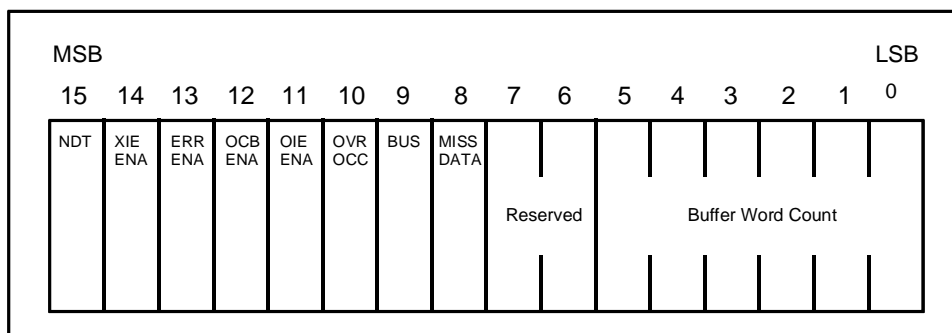 MSB LSB
15 14 13 12 11 10 9 8 7 6 5 4 3 2 1 0
NDT XIE ERR OCB OIE OVR BUS MISS
ENA ENA ENA ENA OCC DATA
Reserved Buffer Word Count